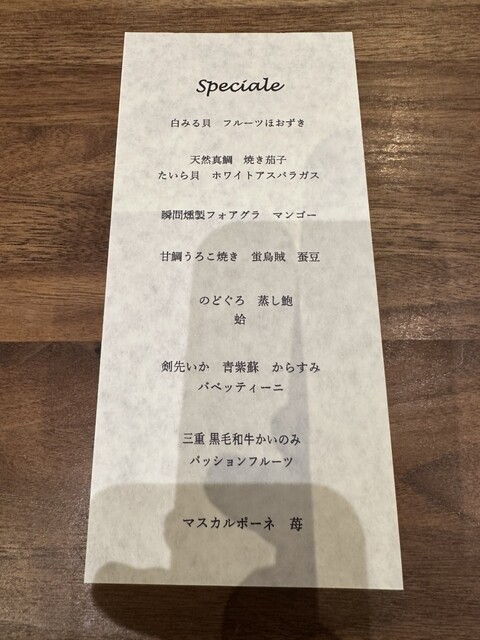 Speciale
白みる貝　フルーツほおずき
天然真鯛　焼き茄子
たいら貝　ホワイトアスパラガス
瞬間燻製フォアグラ　マンゴー
甘鯛うろこ焼き　蛍烏賊　蚕豆
のどぐろ　蒸し鮑
蛤
剣先いか　青紫蘇　からすみ
バベッティーニ
三重 黒毛和牛かいのみ
パッションフルーツ
マスカルポーネ　苺